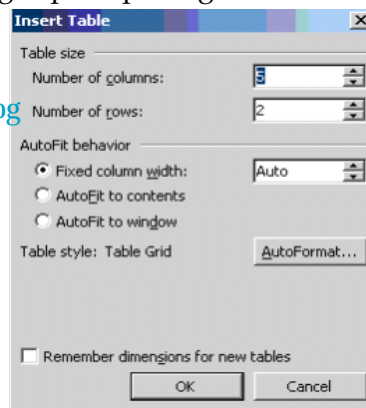 Insert Table
Table size
Number of columns: 5
Number of rows: 2
AutoFit behavior
Fixed column width: Auto
AutoFit to contents
AutoFit to window
Table style: Table Grid AutoFormat...
Remember dimensions for new tables
OK Cancel